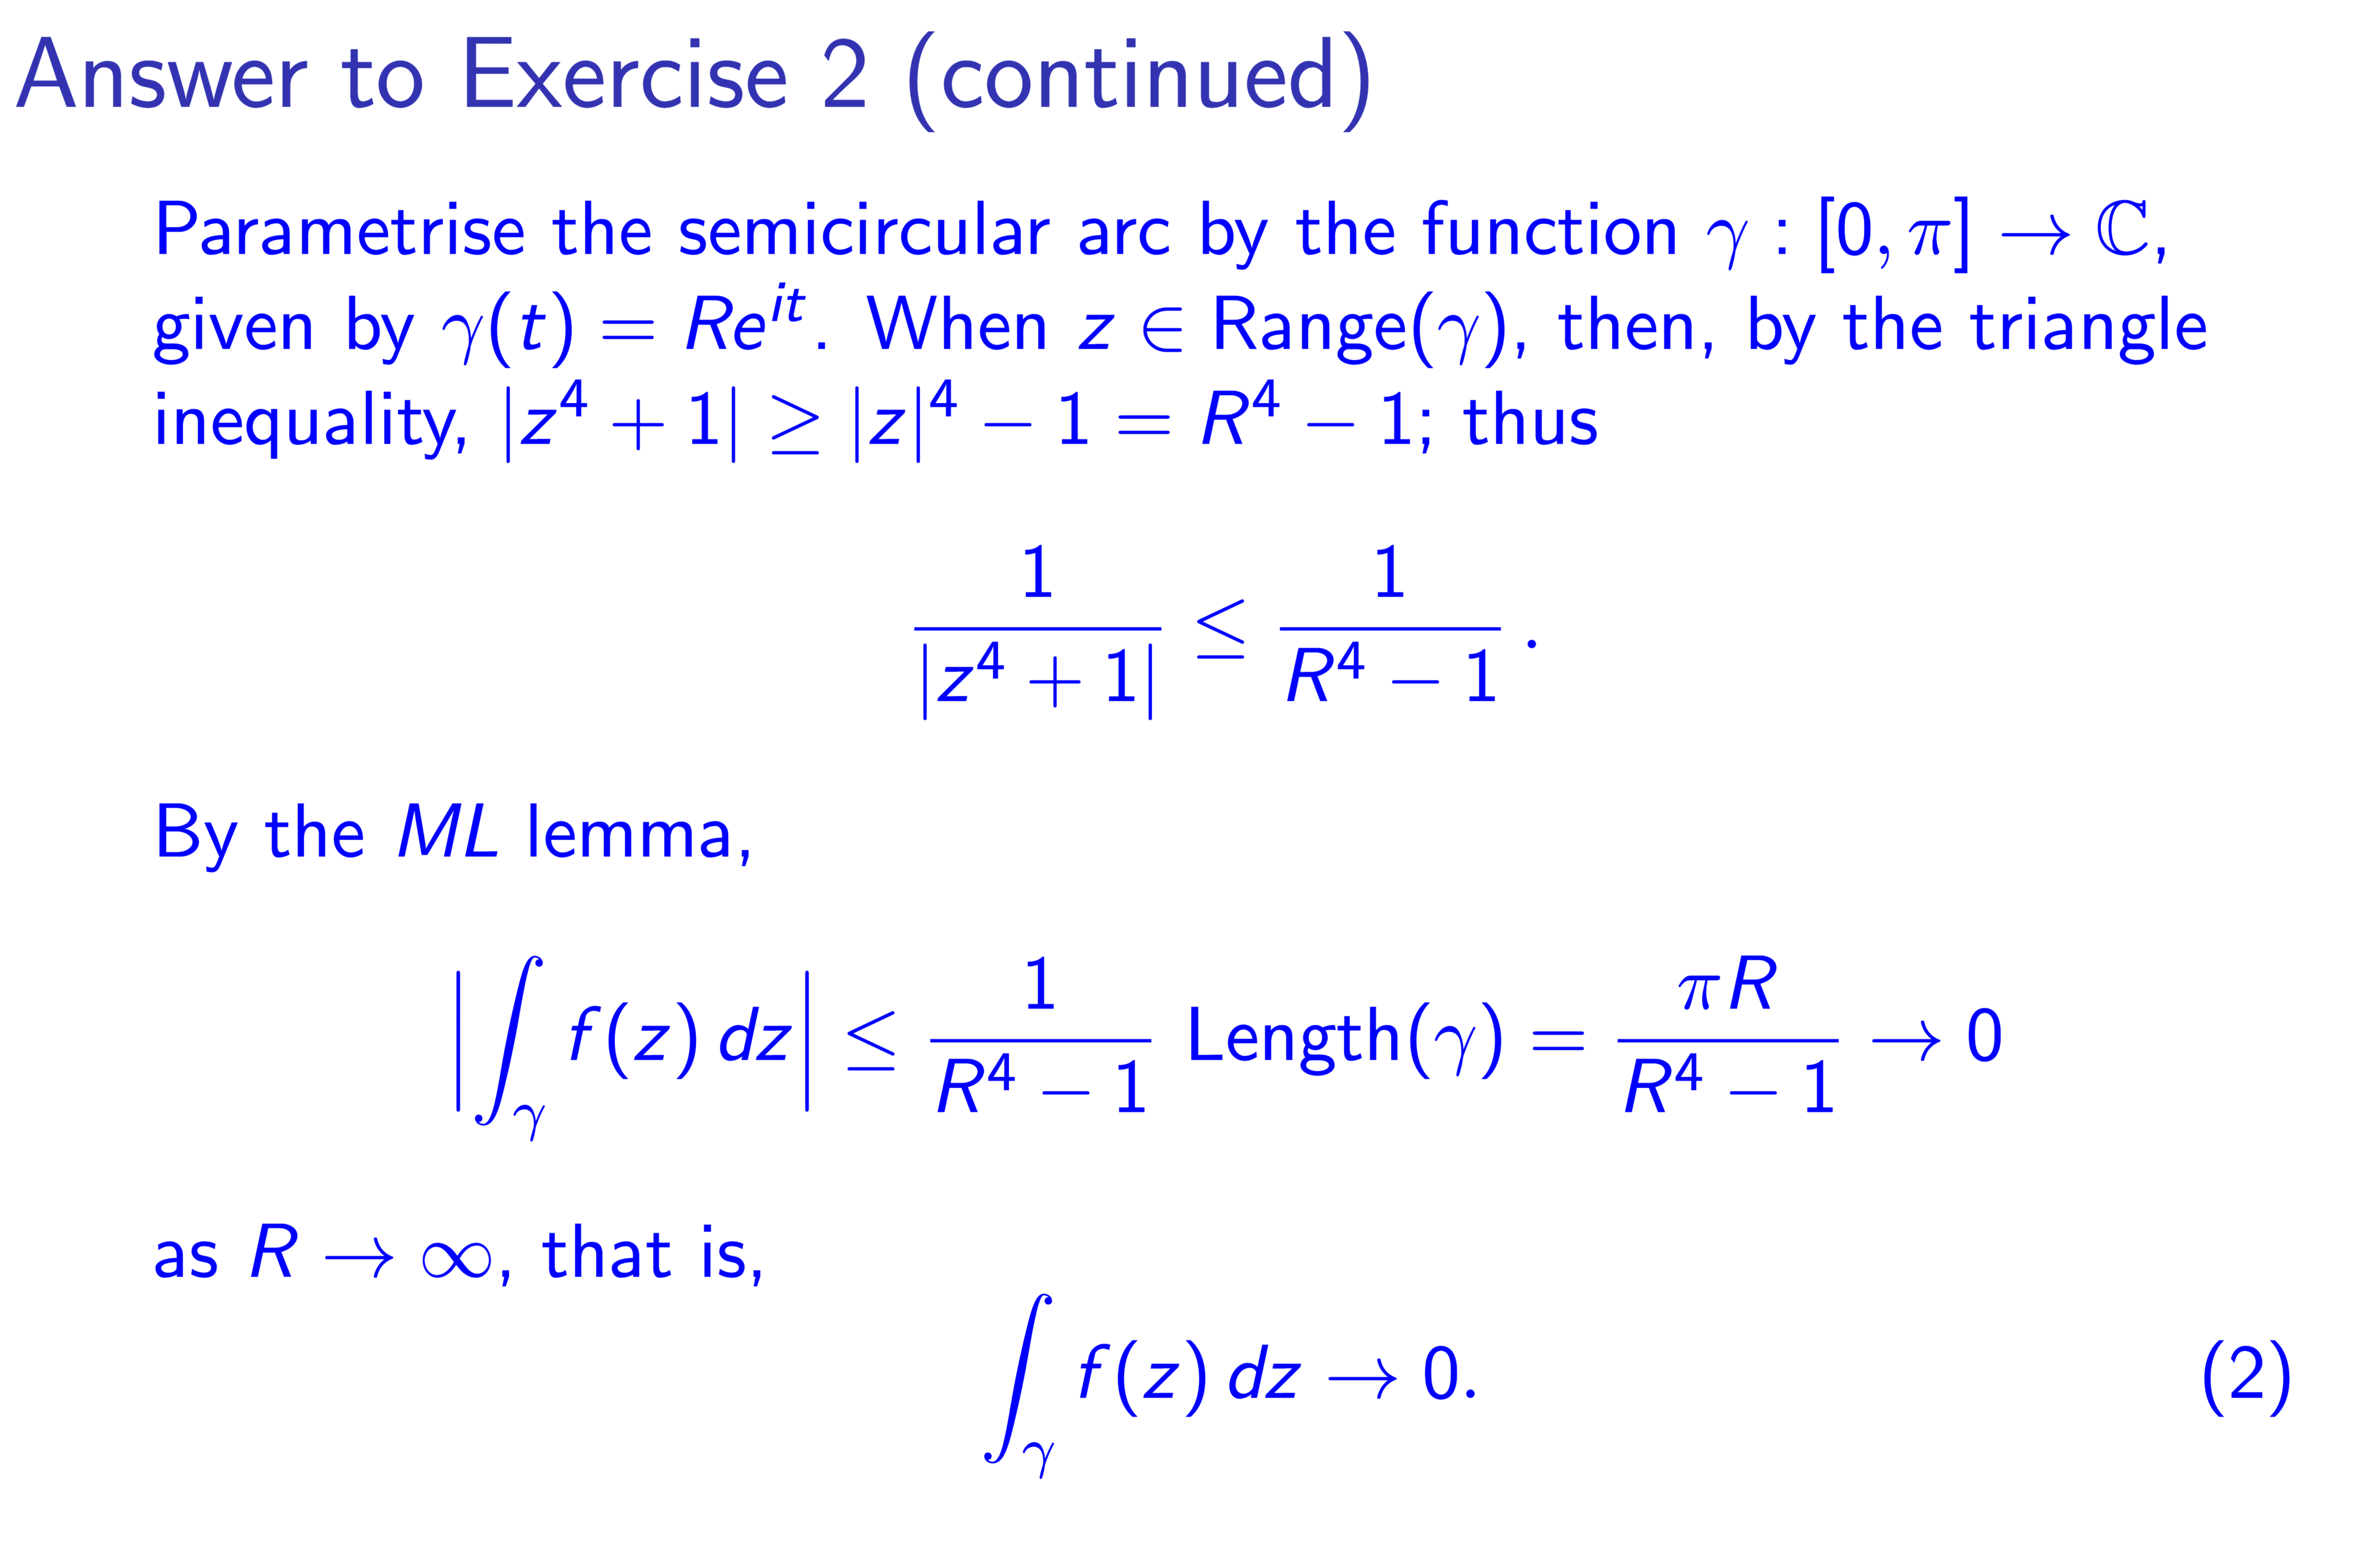 Answer to Exercise 2 (continued)
Parametrise the semicircular arc by the function $\gamma : [0, \pi] \to \mathbb{C}$,
given by $\gamma(t) = Re^{it}$. When $z \in \text{Range}(\gamma)$, then, by the triangle
inequality, $|z^4 + 1| \geq |z|^4 - 1 = R^4 - 1$; thus
$\frac{1}{|z^4 + 1|} \leq \frac{1}{R^4 - 1}.$
By the $ML$ lemma,
$\left| \int_\gamma f(z)\, dz \right| \leq \frac{1}{R^4 - 1} \text{Length}(\gamma) = \frac{\pi R}{R^4 - 1} \to 0$
as $R \to \infty$, that is,
$\int_\gamma f(z)\, dz \to 0.$ (2)